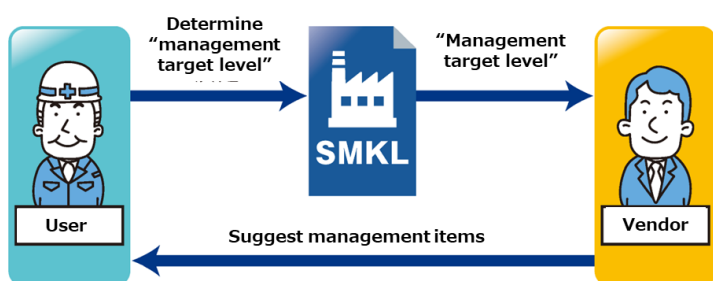 Determine
“management
target level”
“Management
target level”
SMKL
User
Vendor
Suggest management items